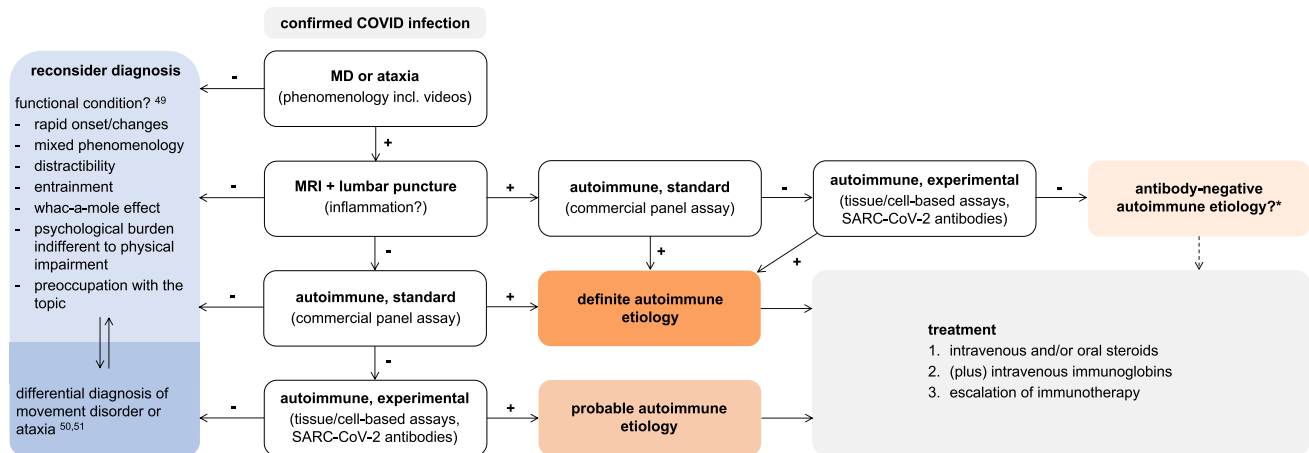 confirmed COVID infection
reconsider diagnosis
functional condition? 49
- rapid onset/changes
- mixed phenomenology
- distractibility
- entrainment
- whac-a-mole effect
- psychological burden
indifferent to physical
impairment
- preoccupation with the
topic
differential diagnosis of
movement disorder or
ataxia 50,51
-
MD or ataxia
(phenomenology incl. videos)
+
-
MRI + lumbar puncture
(inflammation?)
+
autoimmune, standard
(commercial panel assay)
-
autoimmune, experimental
(tissue/cell-based assays,
SARC-CoV-2 antibodies)
-
antibody-negative
autoimmune etiology?*
-
+
+
-
autoimmune, standard
(commercial panel assay)
+
definite autoimmune
etiology
-
-
autoimmune, experimental
(tissue/cell-based assays,
SARC-CoV-2 antibodies)
+
probable autoimmune
etiology
treatment
1. intravenous and/or oral steroids
2. (plus) intravenous immunoglobins
3. escalation of immunotherapy